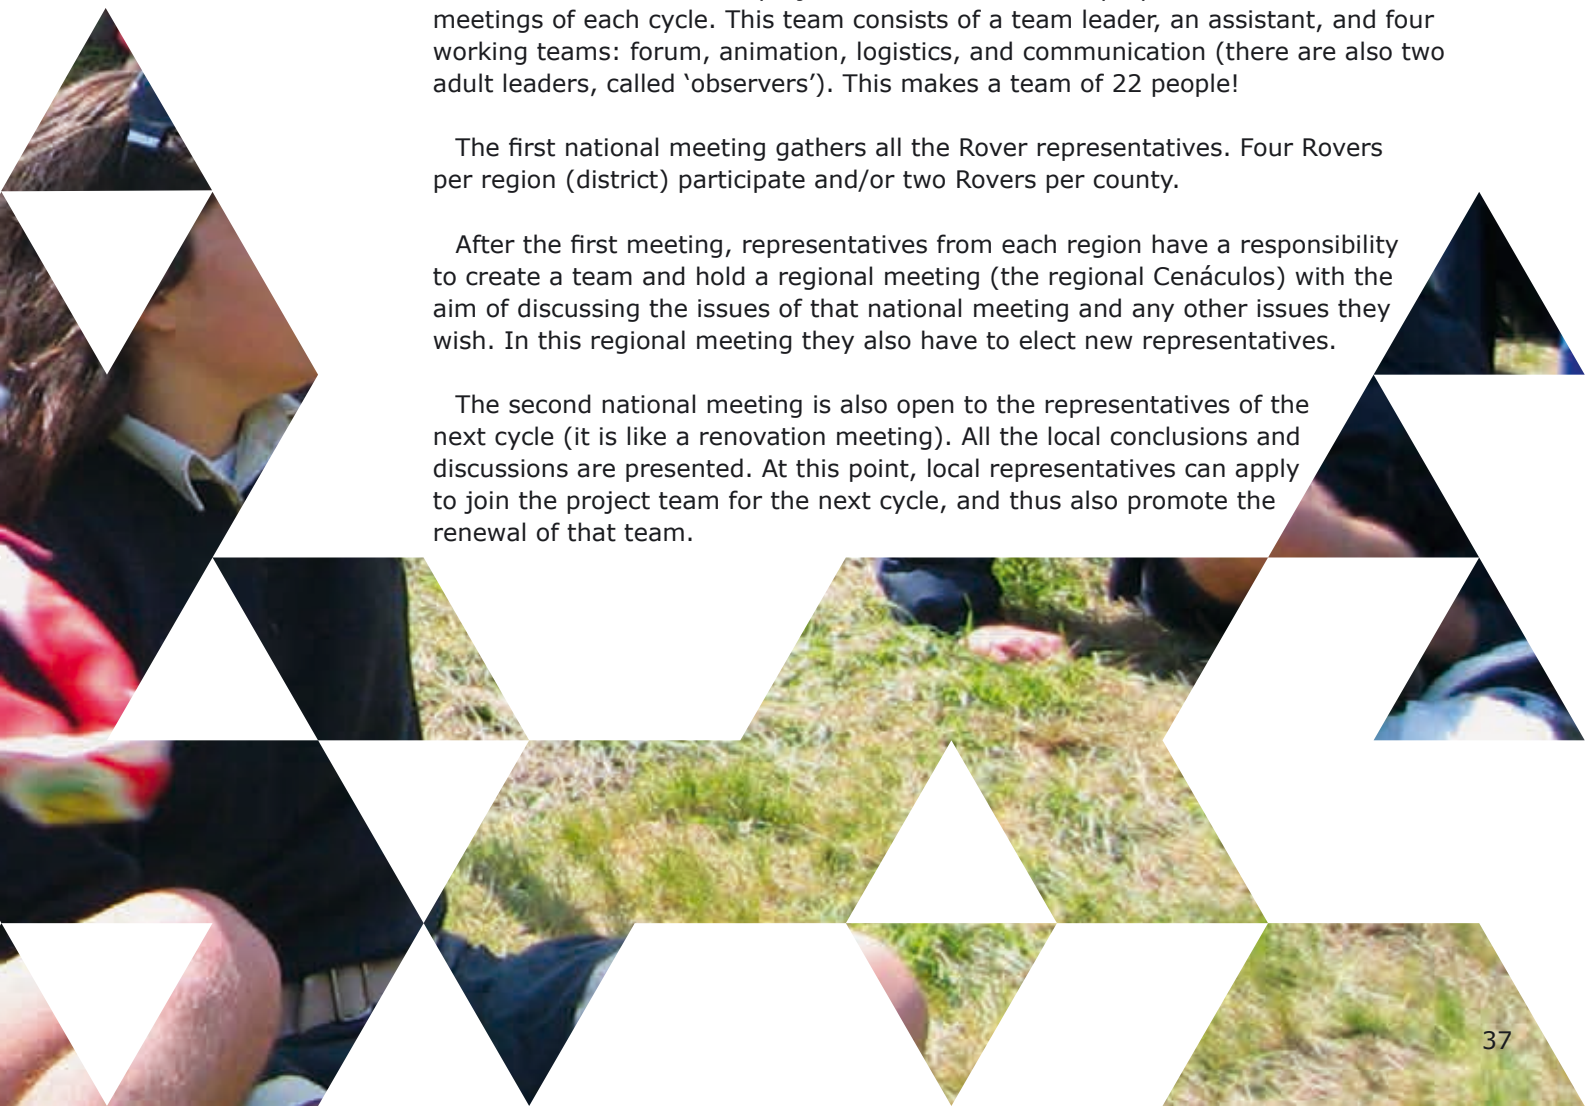 meetings of each cycle. This team consists of a team leader, an assistant, and four
working teams: forum, animation, logistics, and communication (there are also two
adult leaders, called ‘observers’). This makes a team of 22 people!
The first national meeting gathers all the Rover representatives. Four Rovers
per region (district) participate and/or two Rovers per county.
After the first meeting, representatives from each region have a responsibility
to create a team and hold a regional meeting (the regional Cenáculos) with the
aim of discussing the issues of that national meeting and any other issues they
wish. In this regional meeting they also have to elect new representatives.
The second national meeting is also open to the representatives of the
next cycle (it is like a renovation meeting). All the local conclusions and
discussions are presented. At this point, local representatives can apply
to join the project team for the next cycle, and thus also promote the
renewal of that team.
37